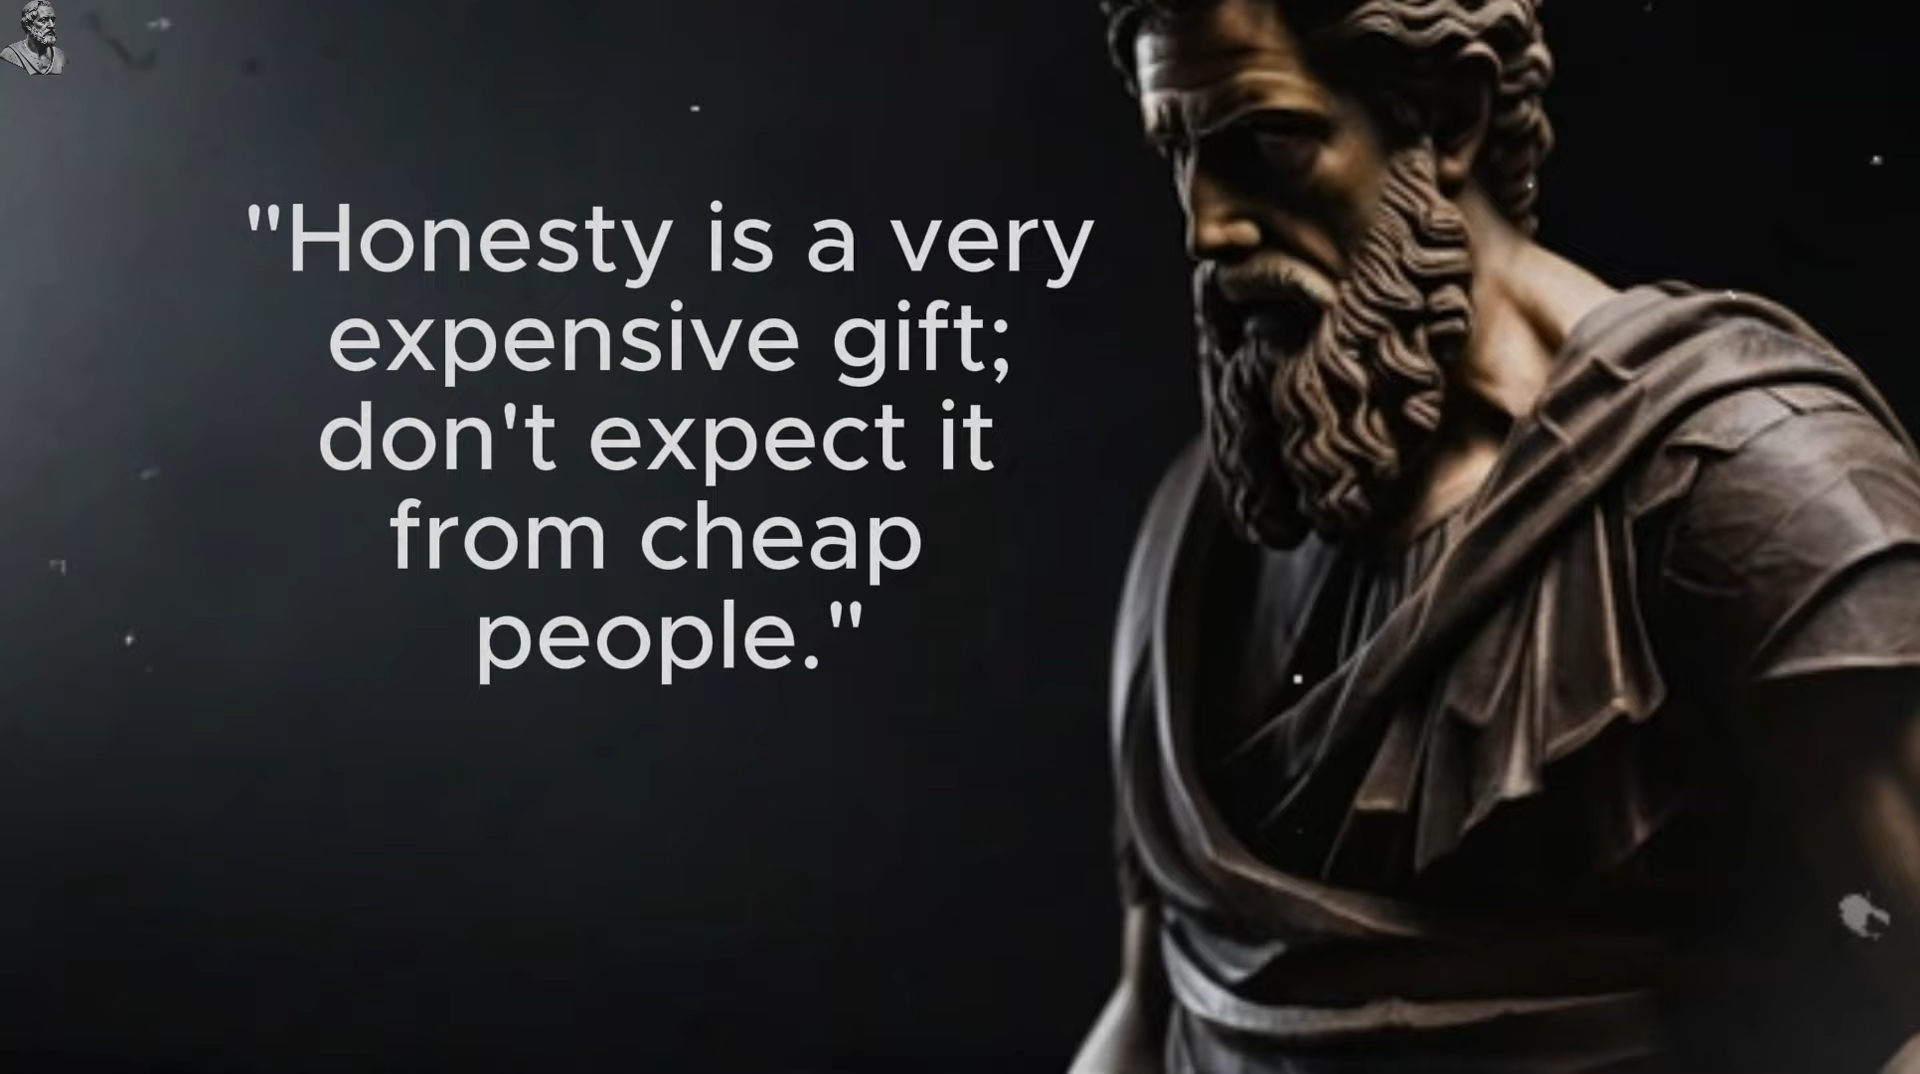 "Honesty is a very
expensive gift;
don't expect it
from cheap
people."